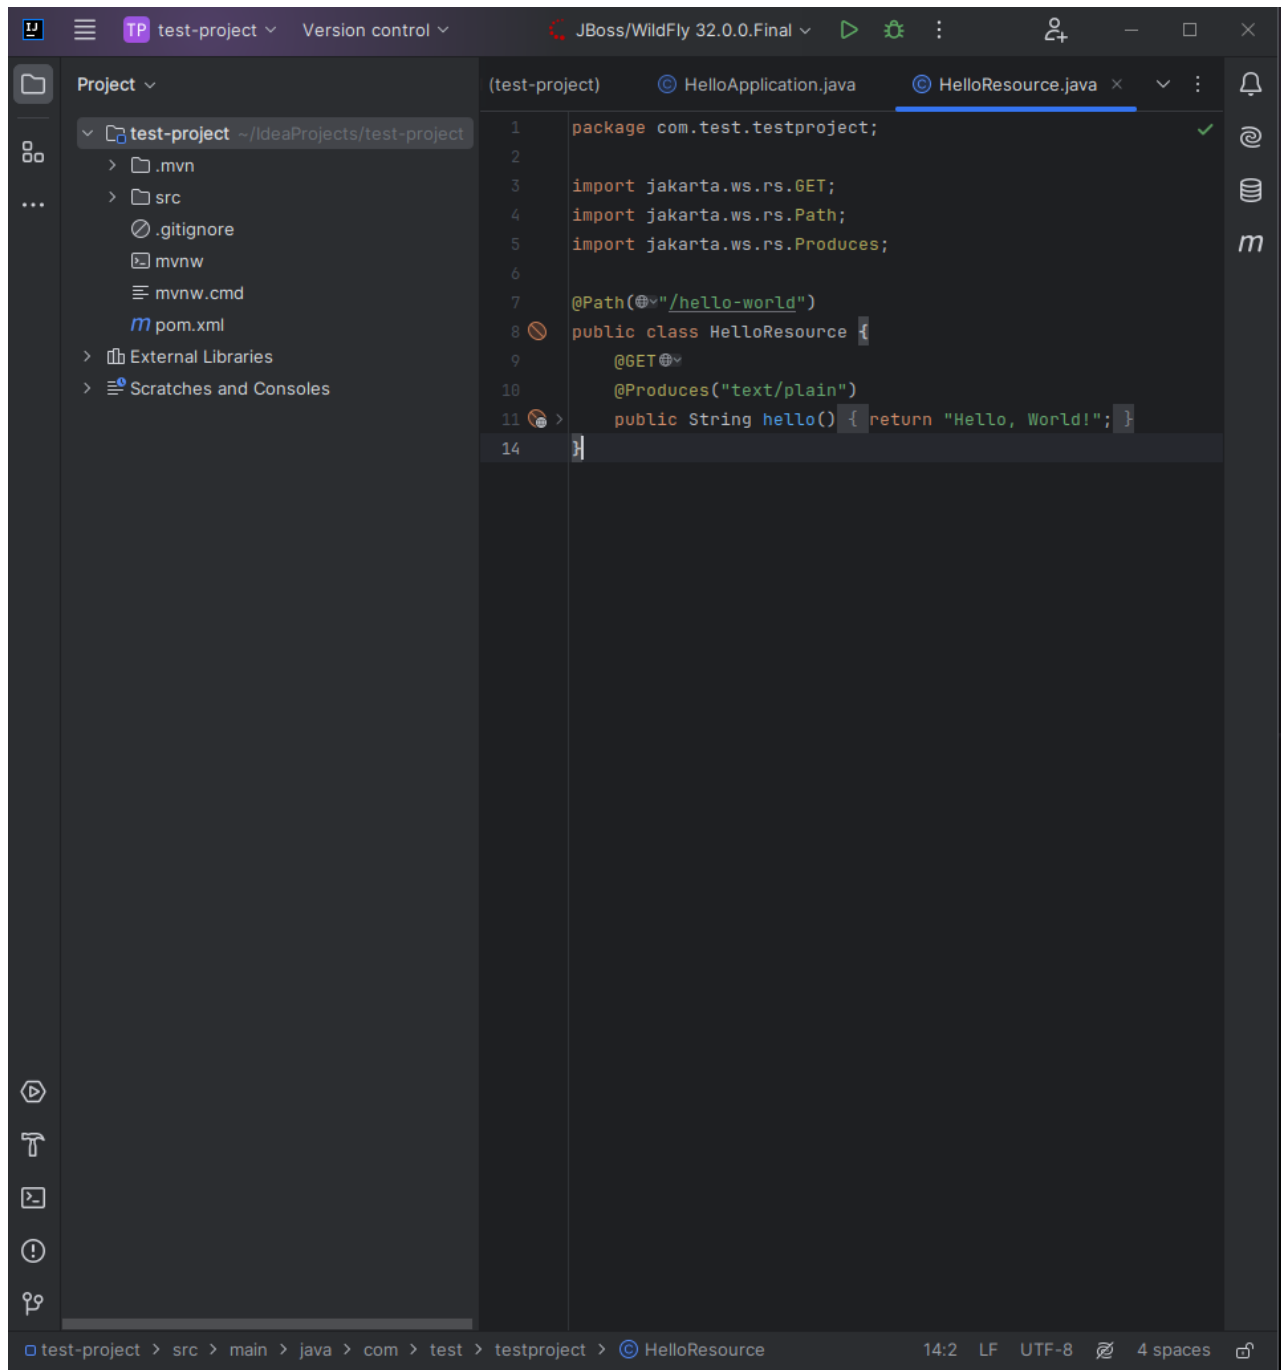 TP test-project Version control JBoss/WildFly 32.0.0.Final
Project
test-project ~/IdeaProjects/test-project
.mvn
src
.gitignore
mvnw
mvnw.cmd
m pom.xml
External Libraries
Scratches and Consoles
(test-project) HelloApplication.java HelloResource.java
1 package com.test.testproject;
2
3 import jakarta.ws.rs.GET;
4 import jakarta.ws.rs.Path;
5 import jakarta.ws.rs.Produces;
6
7 @Path("/hello-world")
8 public class HelloResource {
9 @GET
10 @Produces("text/plain")
11 public String hello() { return "Hello, World!"; }
14 }
m
test-project > src > main > java > com > test > testproject > HelloResource 14:2 LF UTF-8 4 spaces